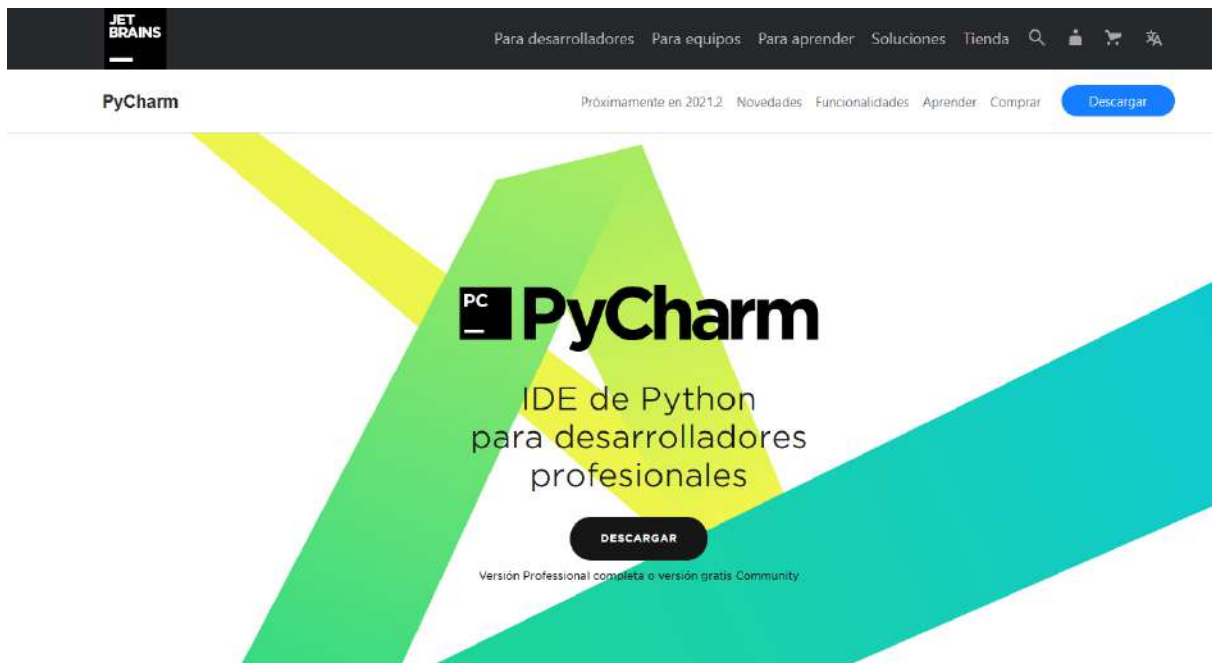 JET
BRAINS
Para desarrolladores Para equipos Para aprender Soluciones Tienda
PyCharm
Próximamente en 2021.2 Novedades Funcionalidades Aprender Comprar Descargar
PC
PyCharm
IDE de Python
para desarrolladores
profesionales
DESCARGAR
Versión Professional completa o versión gratis Community